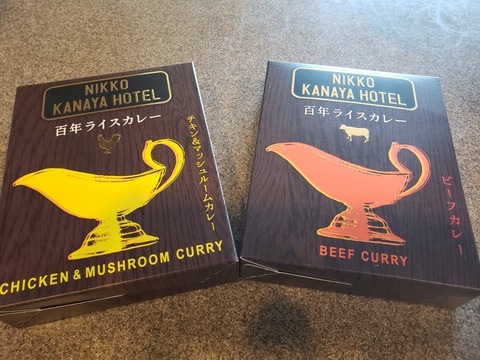 NIKKO
KANAYA HOTEL
百年ライスカレー
チキン&マッシュルームカレー
CHICKEN & MUSHROOM CURRY
NIKKO
KANAYA HOTEL
百年ライスカレー
ビーフカレー
BEEF CURRY